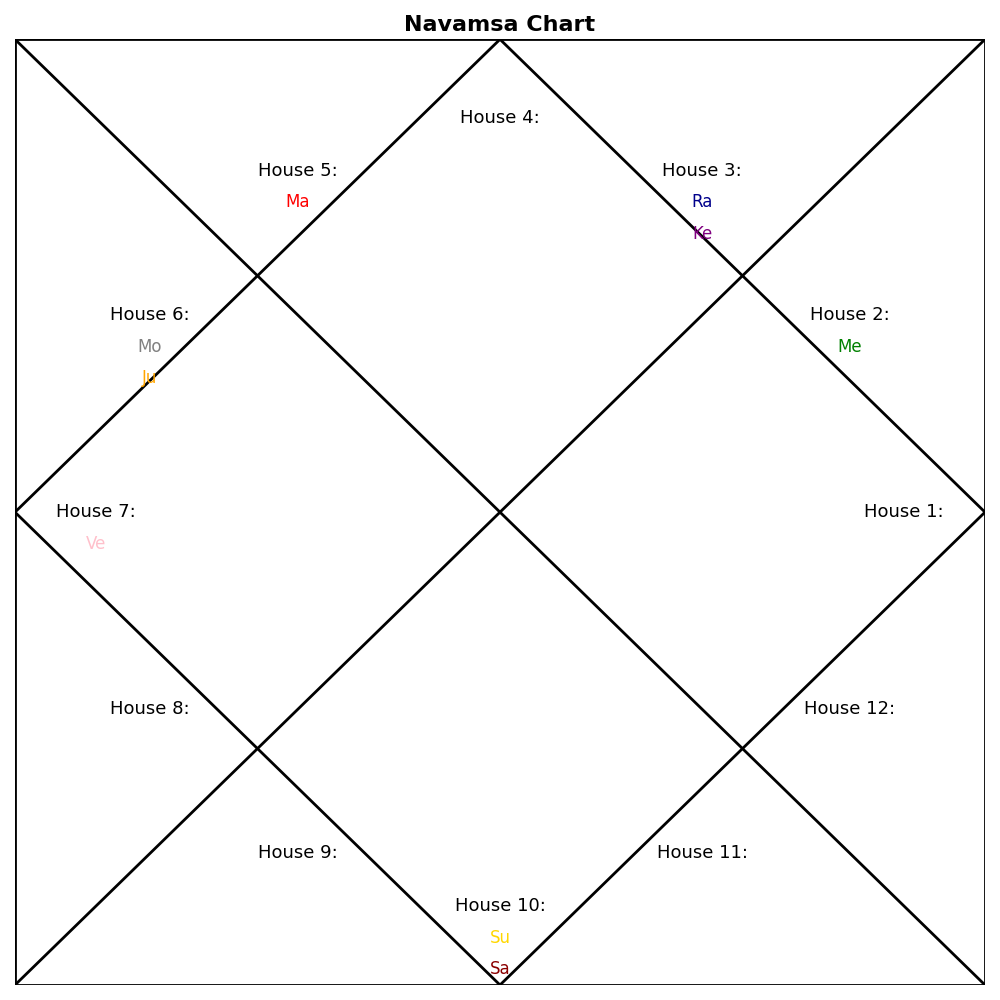 Navamsa Chart
House 4:
House 5:
Ma
House 3:
Ra
Ke
House 6:
Mo
Ju
House 2:
Me
House 7:
Ve
House 1:
House 8:
House 12:
House 9:
House 11:
House 10:
Su
Sa